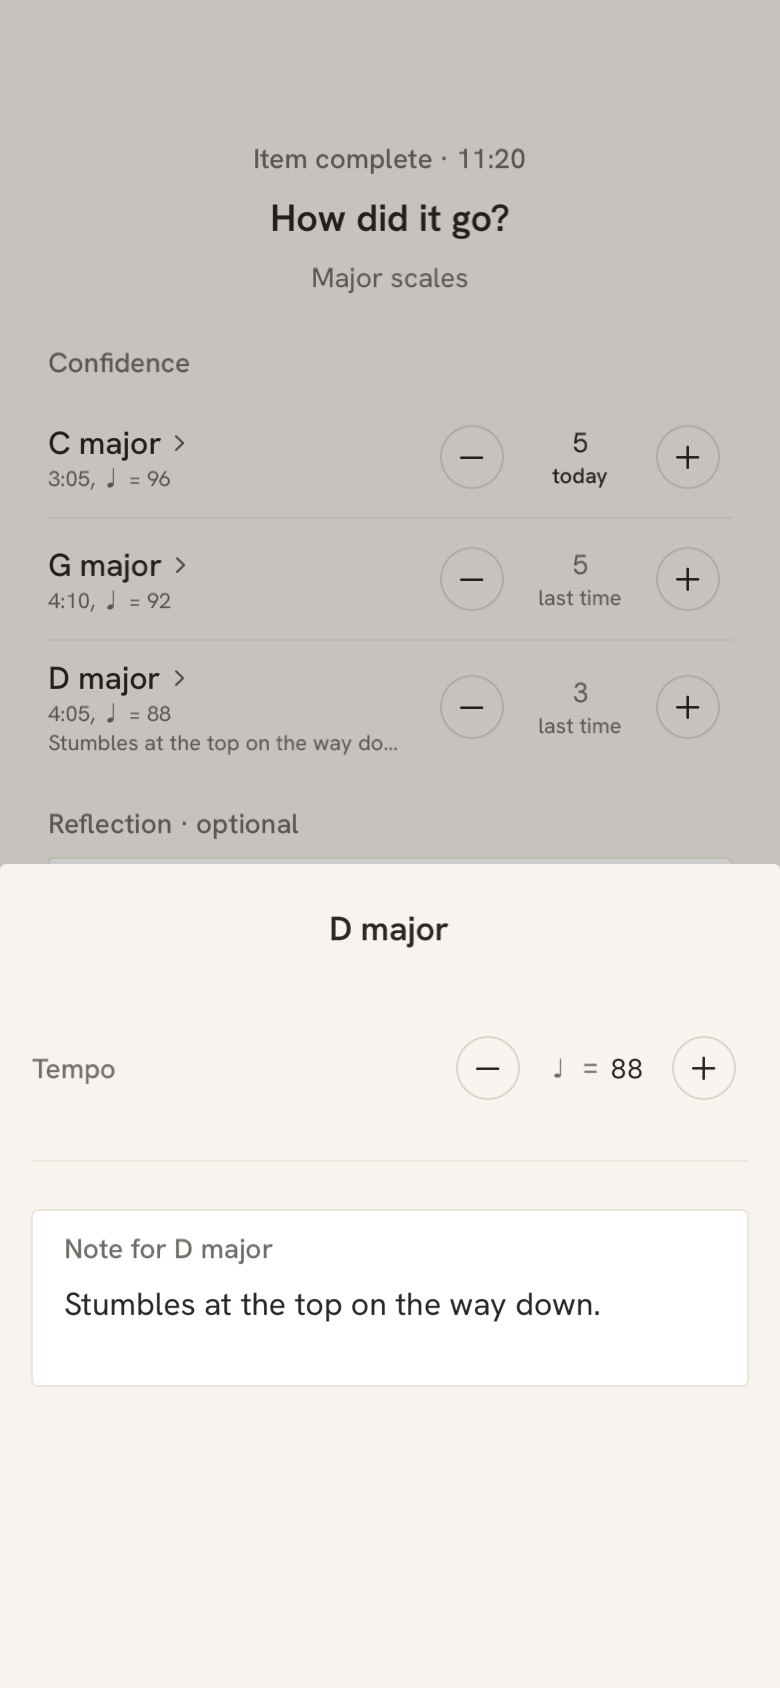 Item complete · 11:20
How did it go?
Major scales
Confidence
C major
3:05, ♩ = 96
5
today
G major
4:10, ♩ = 92
5
last time
D major
4:05, ♩ = 88
Stumbles at the top on the way do...
3
last time
Reflection · optional
D major
Tempo
♩ = 88
Note for D major
Stumbles at the top on the way down.